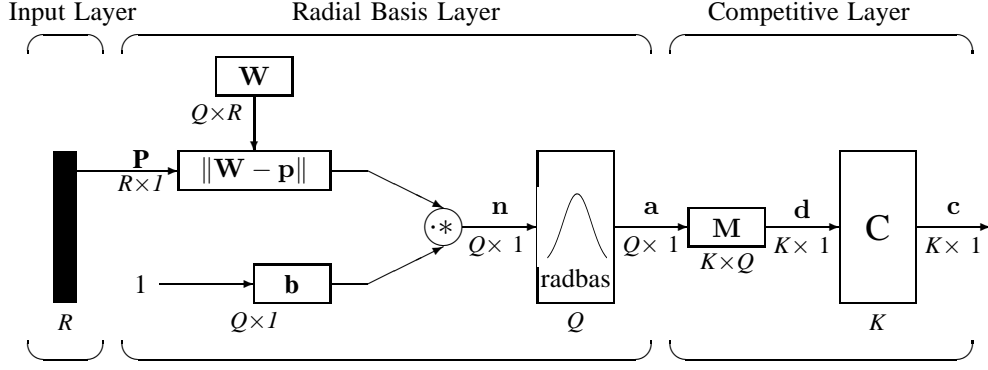 Input Layer Radial Basis Layer Competitive Layer
W
Q×R
P
R×1
‖W − p‖
·*
n
Q× 1
1
b
Q×1
radbas
a
Q× 1
M
K×Q
d
K× 1
C
c
K× 1
R Q K